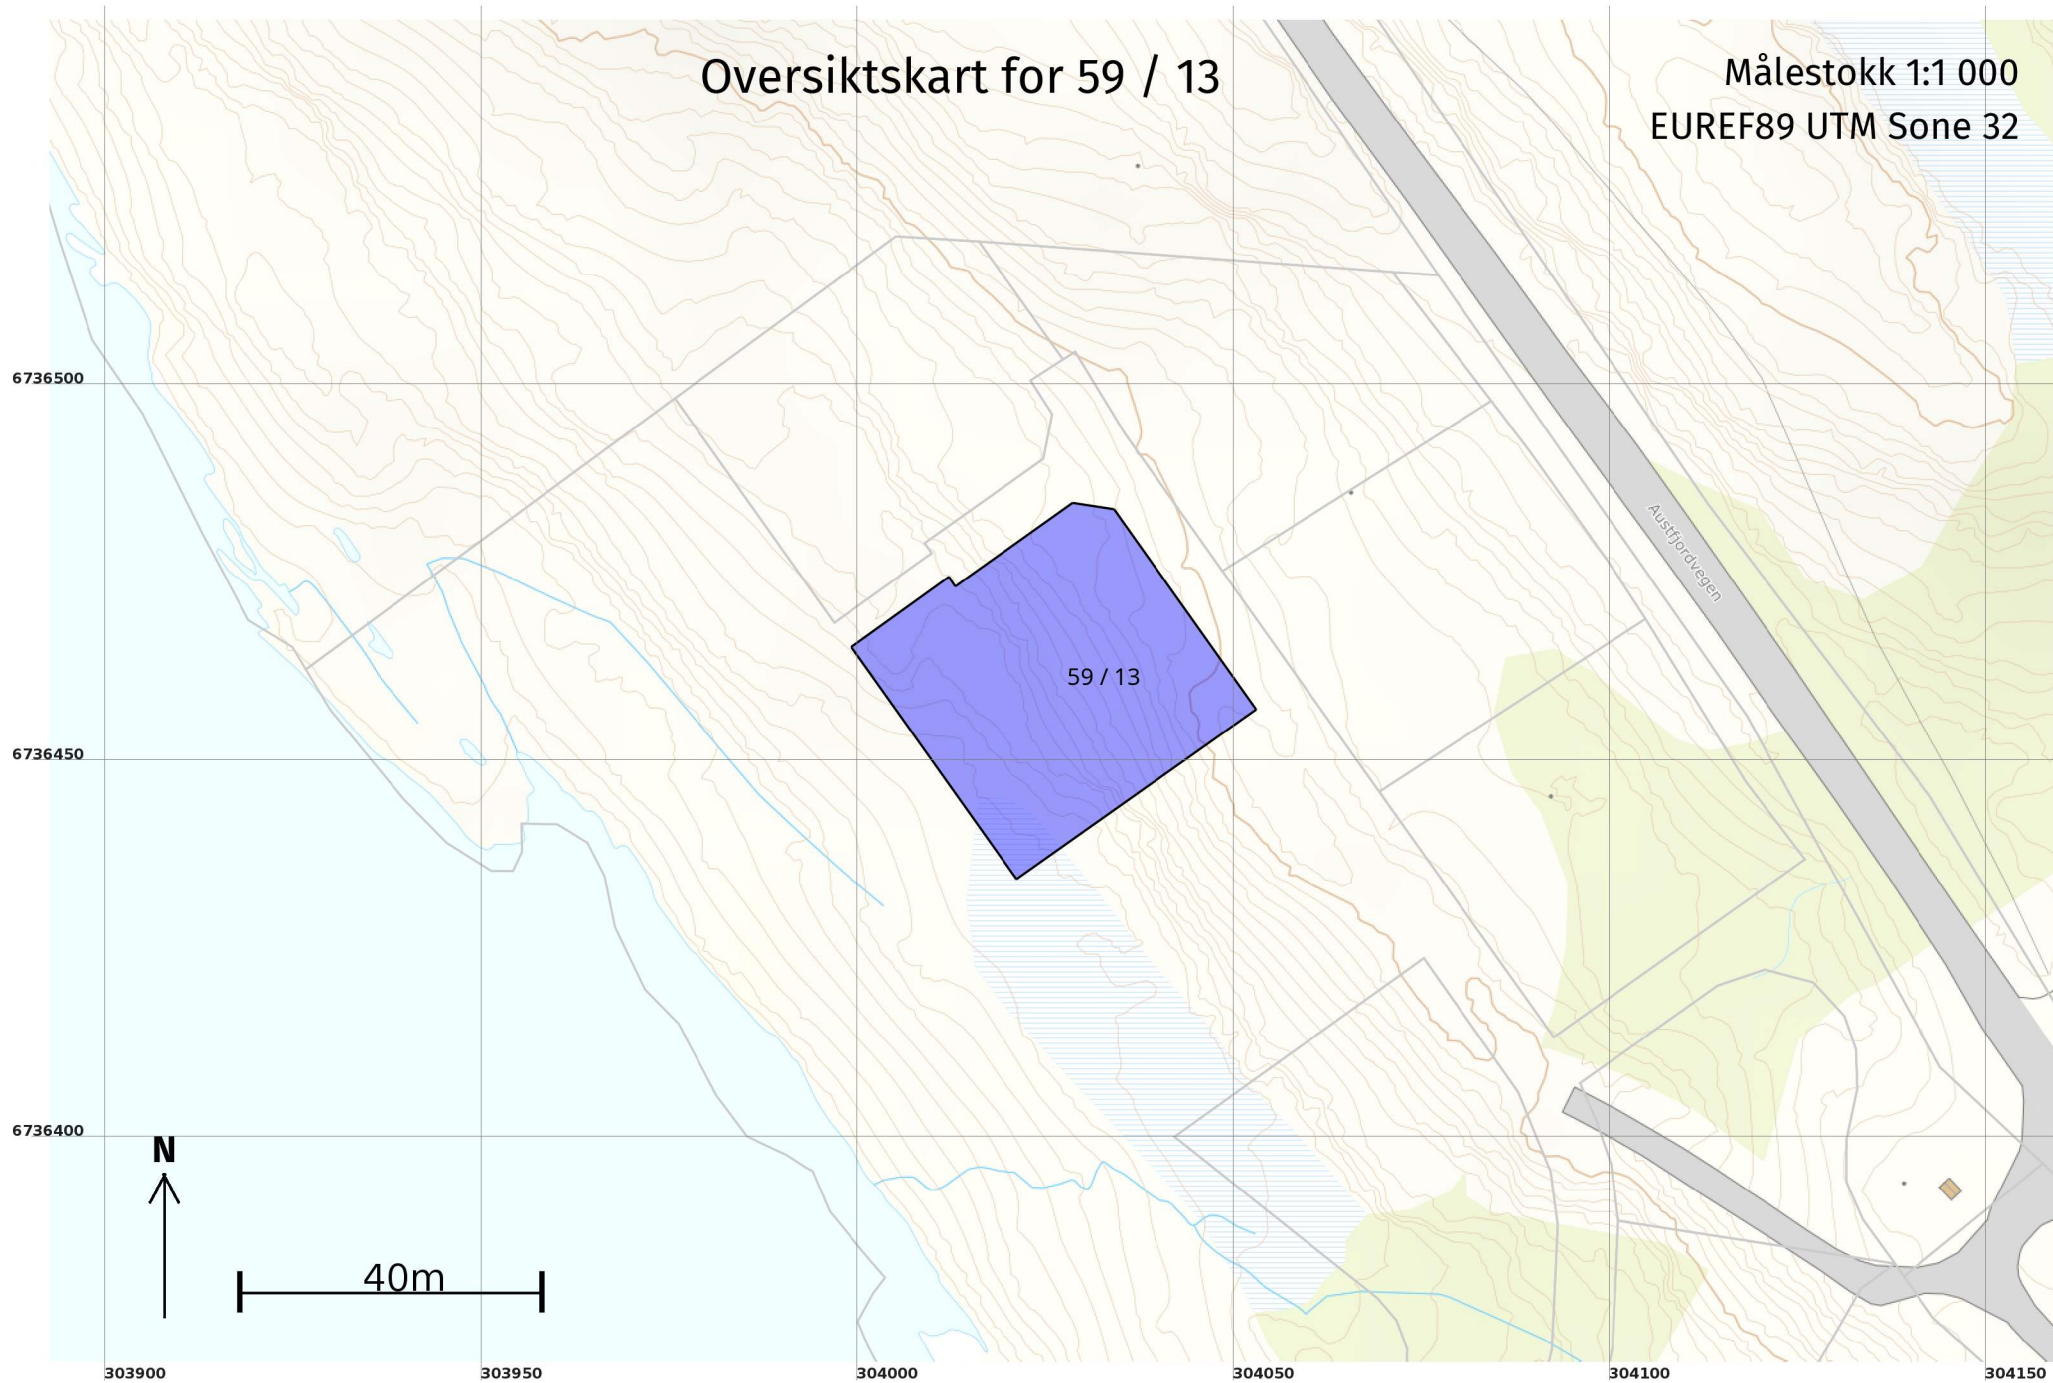 Oversiktskart for 59 / 13
Målestokk 1:1 000
EUREF89 UTM Sone 32
6736500
Austfjordvegen
59 / 13
6736450
6736400
N
40m
303900
303950
304000
304050
304100
304150